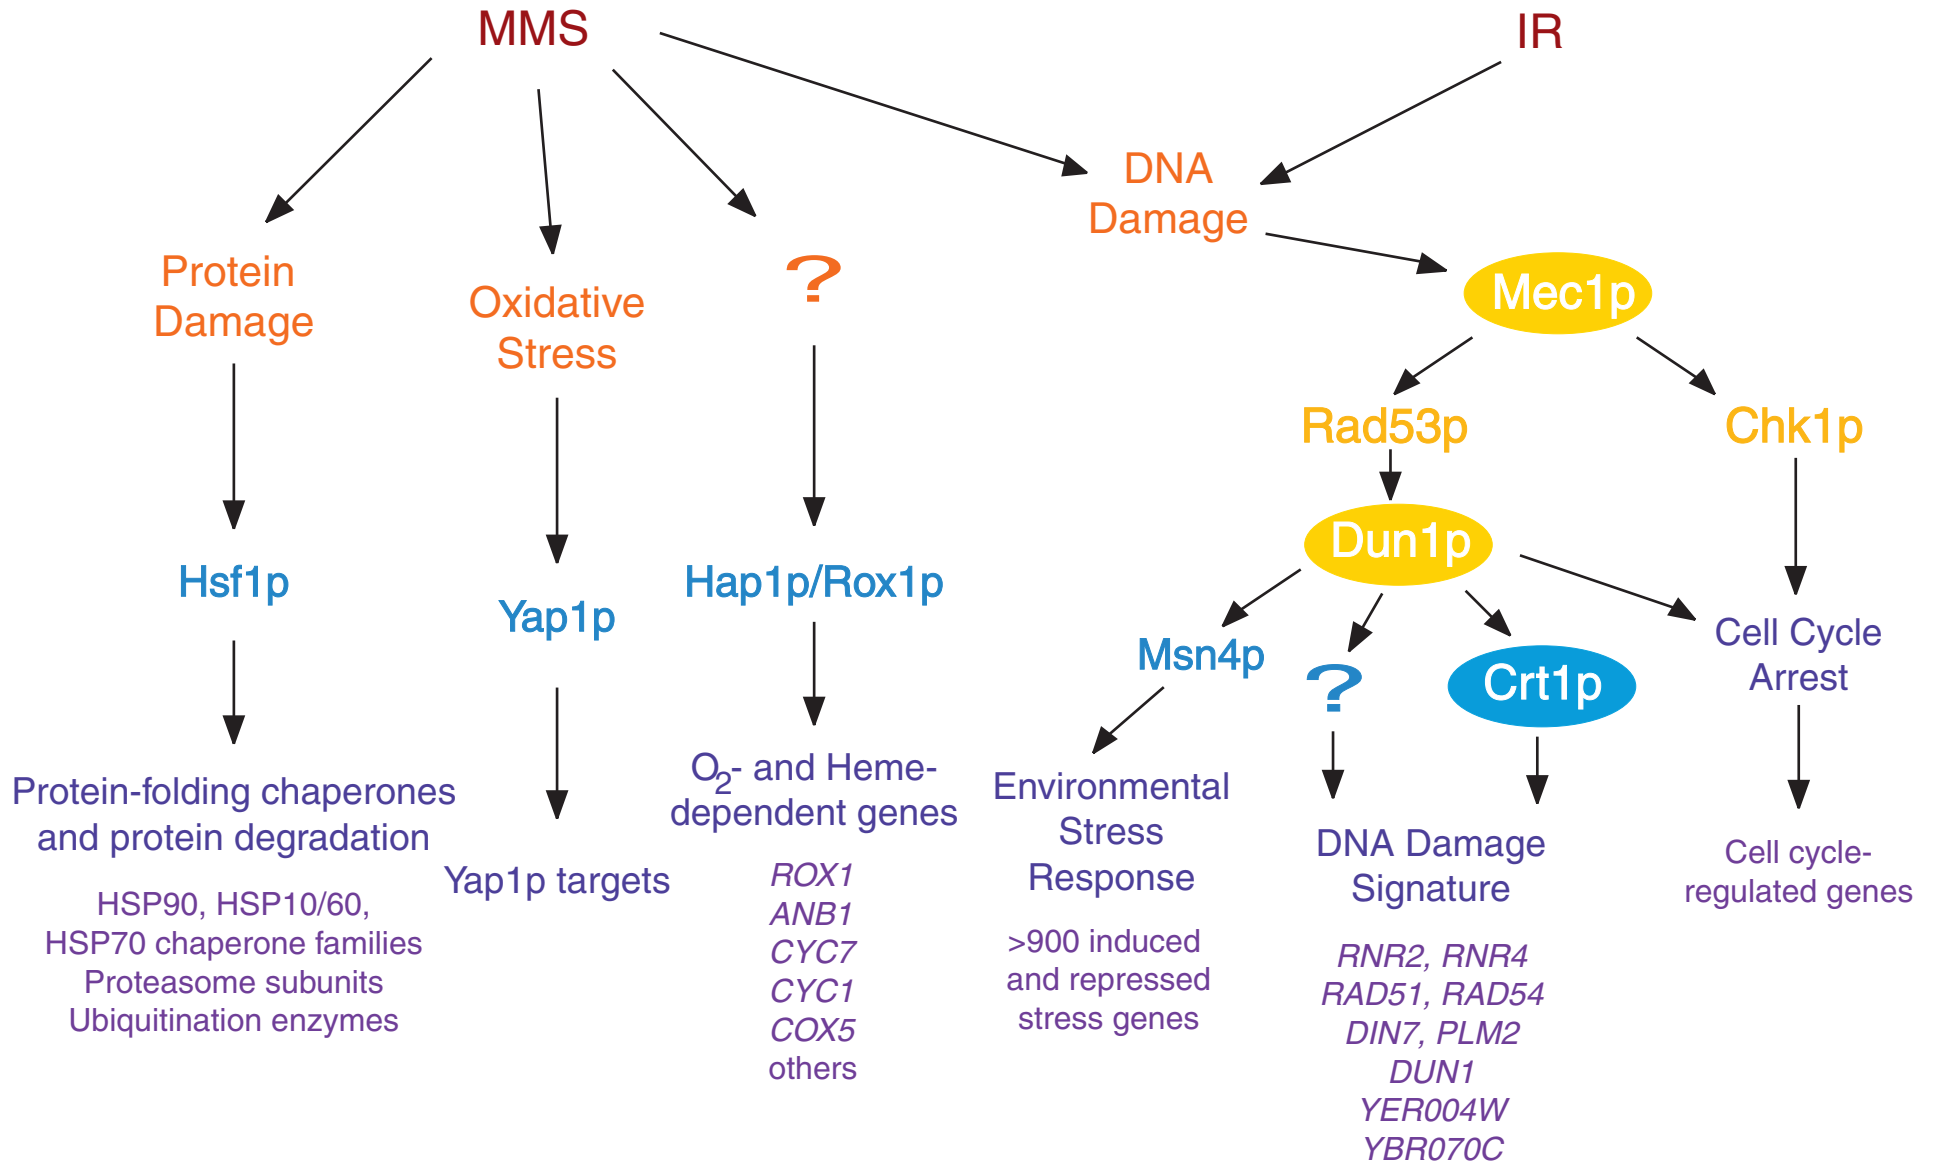 MMS
IR
DNA
Damage
Protein
Damage
Oxidative
Stress
?
Mec1p
Rad53p
Chk1p
Dun1p
Hsf1p
Yap1p
Hap1p/Rox1p
Msn4p
?
Crt1p
Cell Cycle
Arrest
Protein-folding chaperones
and protein degradation
HSP90, HSP10/60,
HSP70 chaperone families
Proteasome subunits
Ubiquitination enzymes
Yap1p targets
O2- and Heme-
dependent genes
ROX1
ANB1
CYC7
CYC1
COX5
others
Environmental
Stress
Response
>900 induced
and repressed
stress genes
DNA Damage
Signature
RNR2, RNR4
RAD51, RAD54
DIN7, PLM2
DUN1
YER004W
YBR070C
Cell cycle-
regulated genes